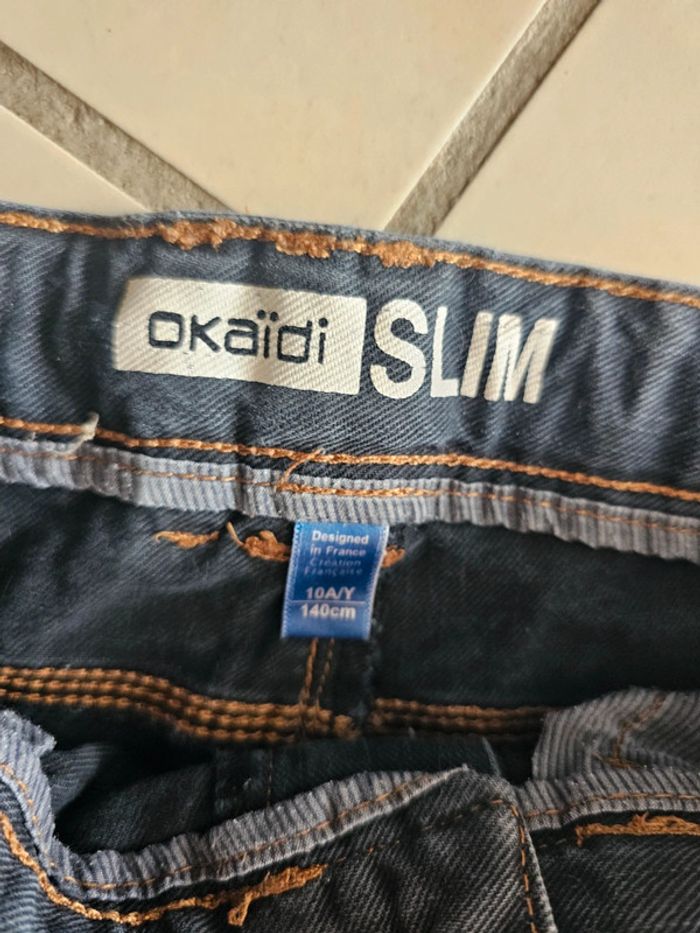 okaïdi SLIM
Designed
in France
Création
Française
10A/Y
140cm